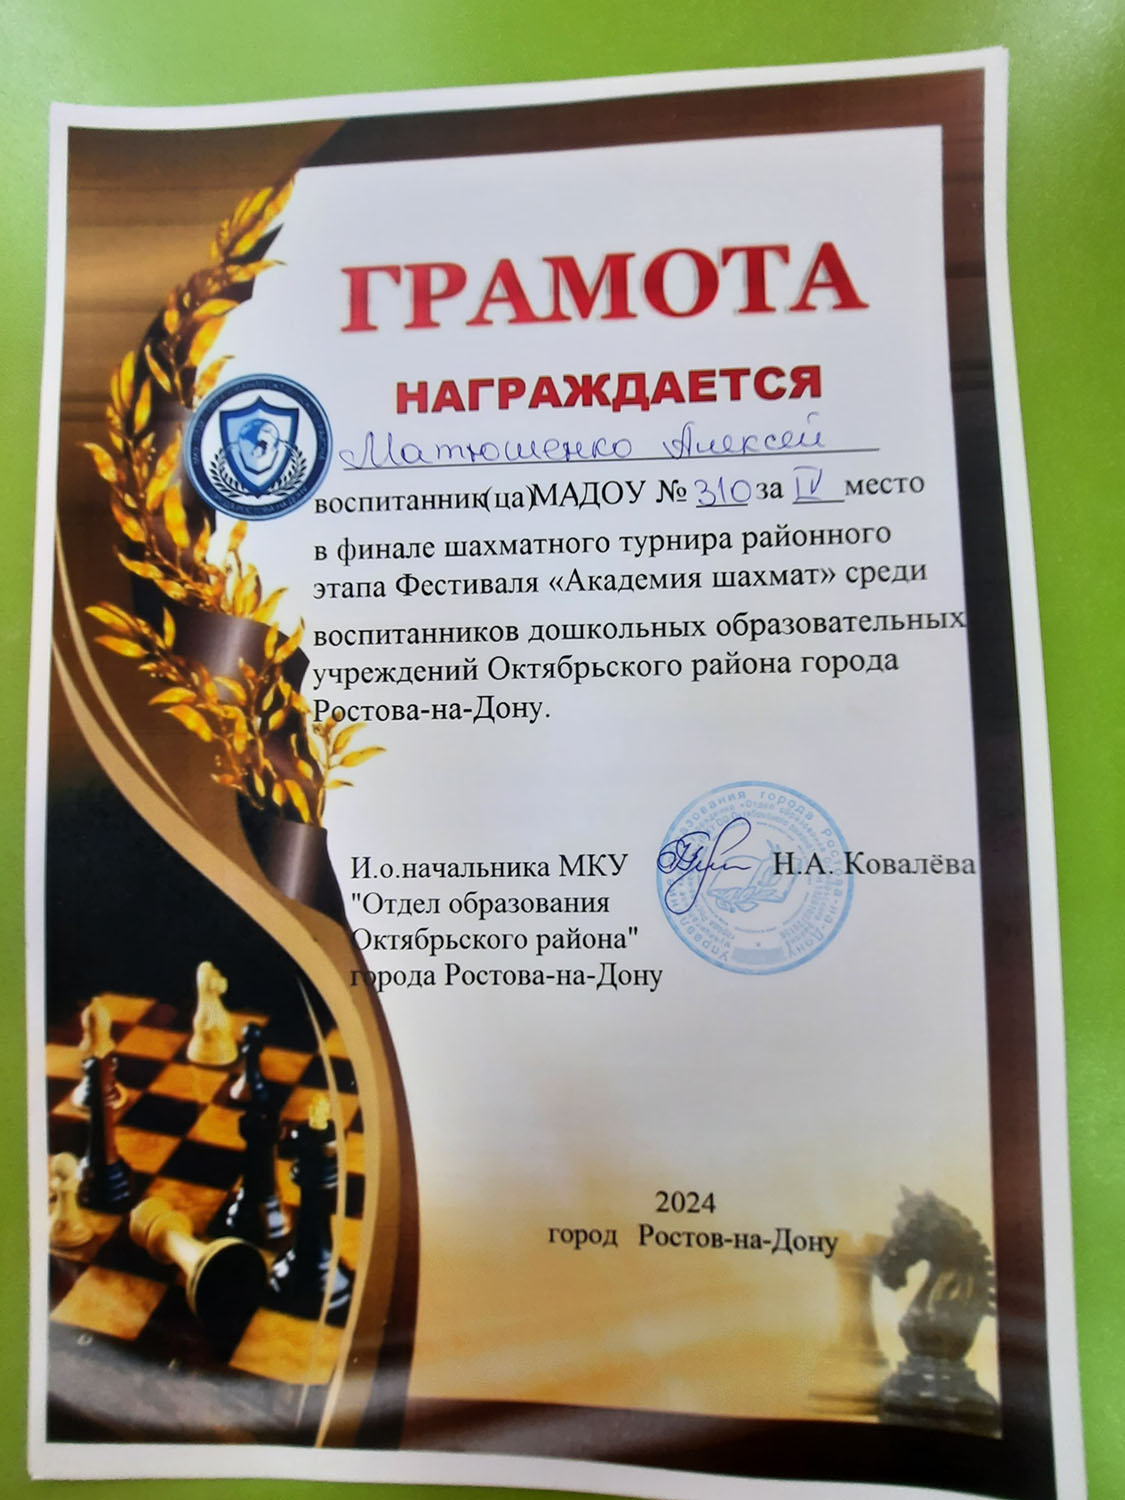 ГРАМОТА
НАГРАЖДАЕТСЯ
Матюшенко Алексей
воспитанник(ца)МАДОУ № 310 за IV место
в финале шахматного турнира районного
этапа Фестиваля «Академия шахмат» среди
воспитанников дошкольных образовательных
учреждений Октябрьского района города
Ростова-на-Дону.
И.о.начальника МКУ Н.А. Ковалёва
"Отдел образования
Октябрьского района"
города Ростова-на-Дону
2024
город Ростов-на-Дону